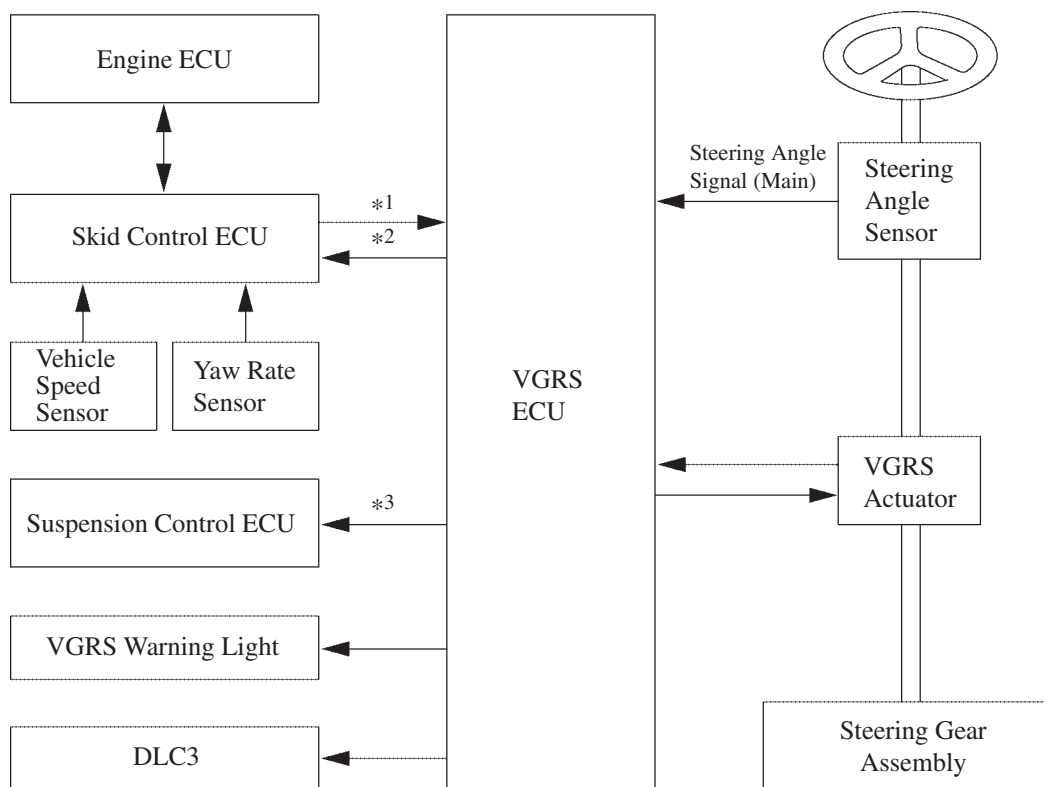 Engine ECU
Skid Control ECU
*1
*2
Vehicle
Speed
Sensor
Yaw Rate
Sensor
Suspension Control ECU
*3
VGRS Warning Light
DLC3
VGRS
ECU
Steering Angle
Signal (Main)
Steering
Angle
Sensor
VGRS
Actuator
Steering Gear
Assembly